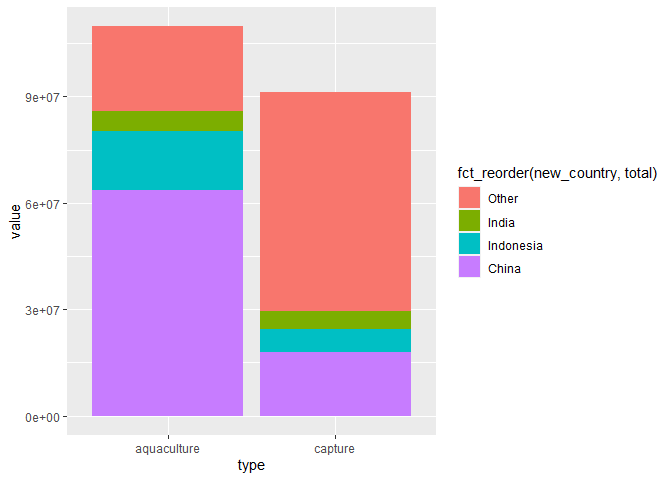 9e+07
6e+07
3e+07
0e+00
value
aquaculture
capture
type
fct_reorder(new_country, total)
Other
India
Indonesia
China